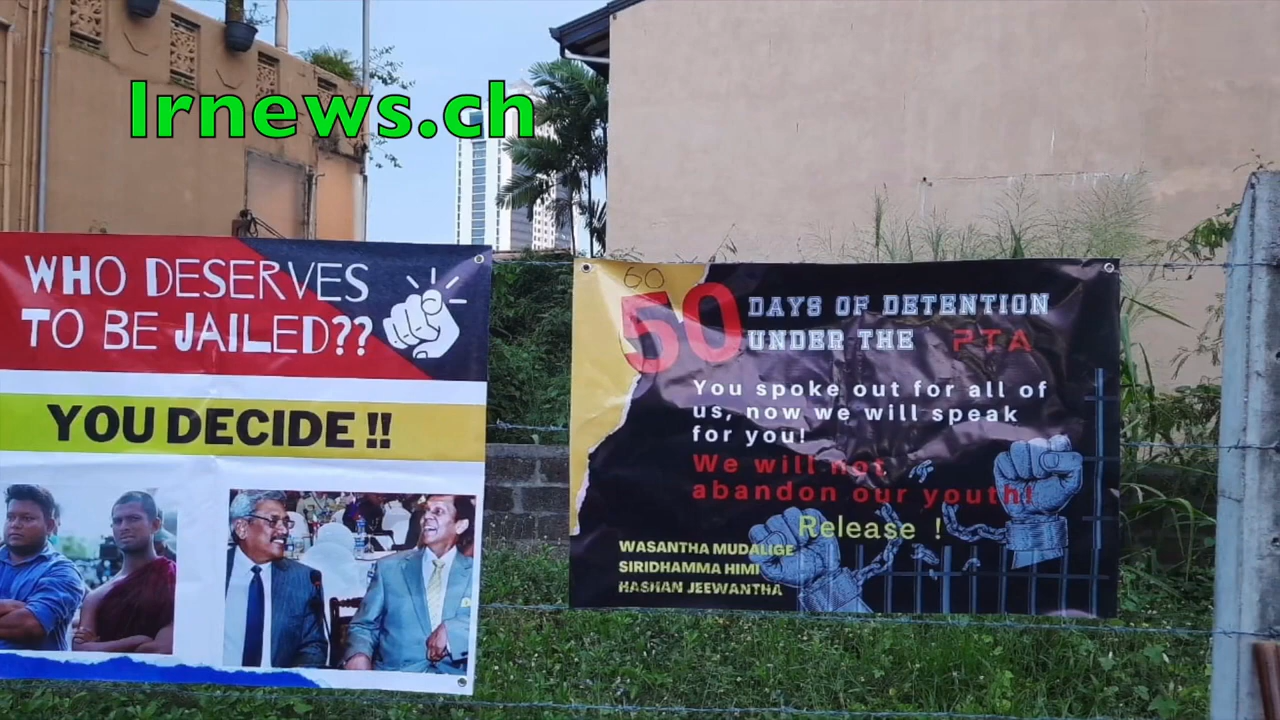 lrnews.ch
WHO DESERVES
TO BE JAILED??
YOU DECIDE !!
60
50 DAYS OF DETENTION
UNDER THE PTA
You spoke out for all of
us, now we will speak
for you!
We will not
abandon our youth!
Release !
WASANTHA MUDALIGE
SIRIDHAMMA HIMI
HASHAN JEEWANTHA